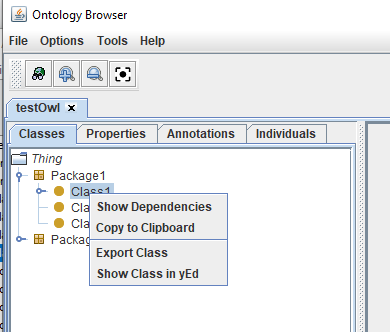 Ontology Browser
File Options Tools Help
testOwl x
Classes Properties Annotations Individuals
Thing
Package1
Class1
Show Dependencies
Cla
Copy to Clipboard
Cla
Export Class
Packag
Show Class in yEd